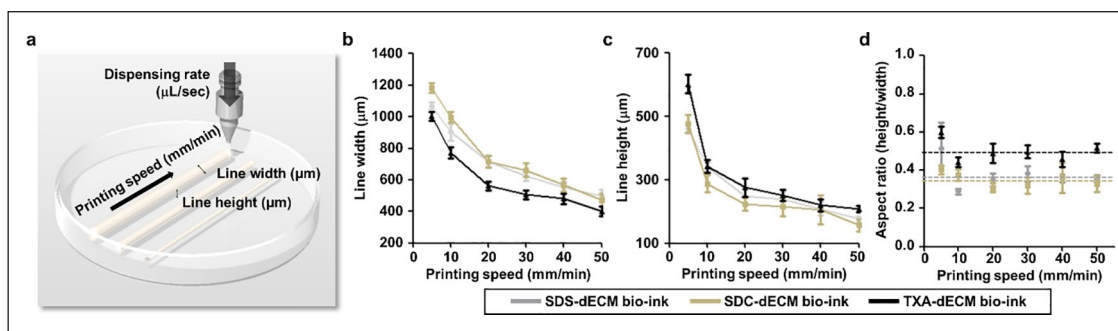 a
Dispensing rate
(μL/sec)
Printing speed (mm/min)
Line width (μm)
Line height (μm)
b
Line width (μm)
1400
1200
1000
800
600
400
200
0 10 20 30 40 50
Printing speed (mm/min)
c
Line height (μm)
700
500
300
100
0 10 20 30 40 50
Printing speed (mm/min)
d
Aspect ratio (height/width)
1.0
0.8
0.6
0.4
0.2
0.0
0 10 20 30 40 50
Printing speed (mm/min)
SDS-dECM bio-ink SDC-dECM bio-ink TXA-dECM bio-ink